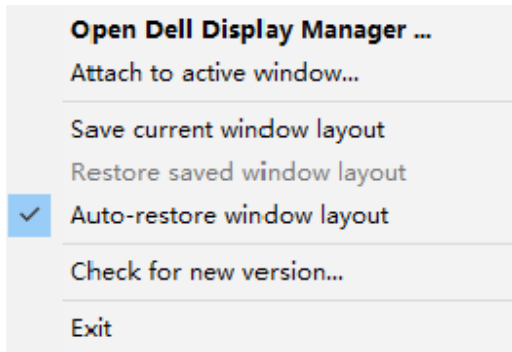 Open Dell Display Manager ...
Attach to active window...
Save current window layout
Restore saved window layout
Auto-restore window layout
Check for new version...
Exit